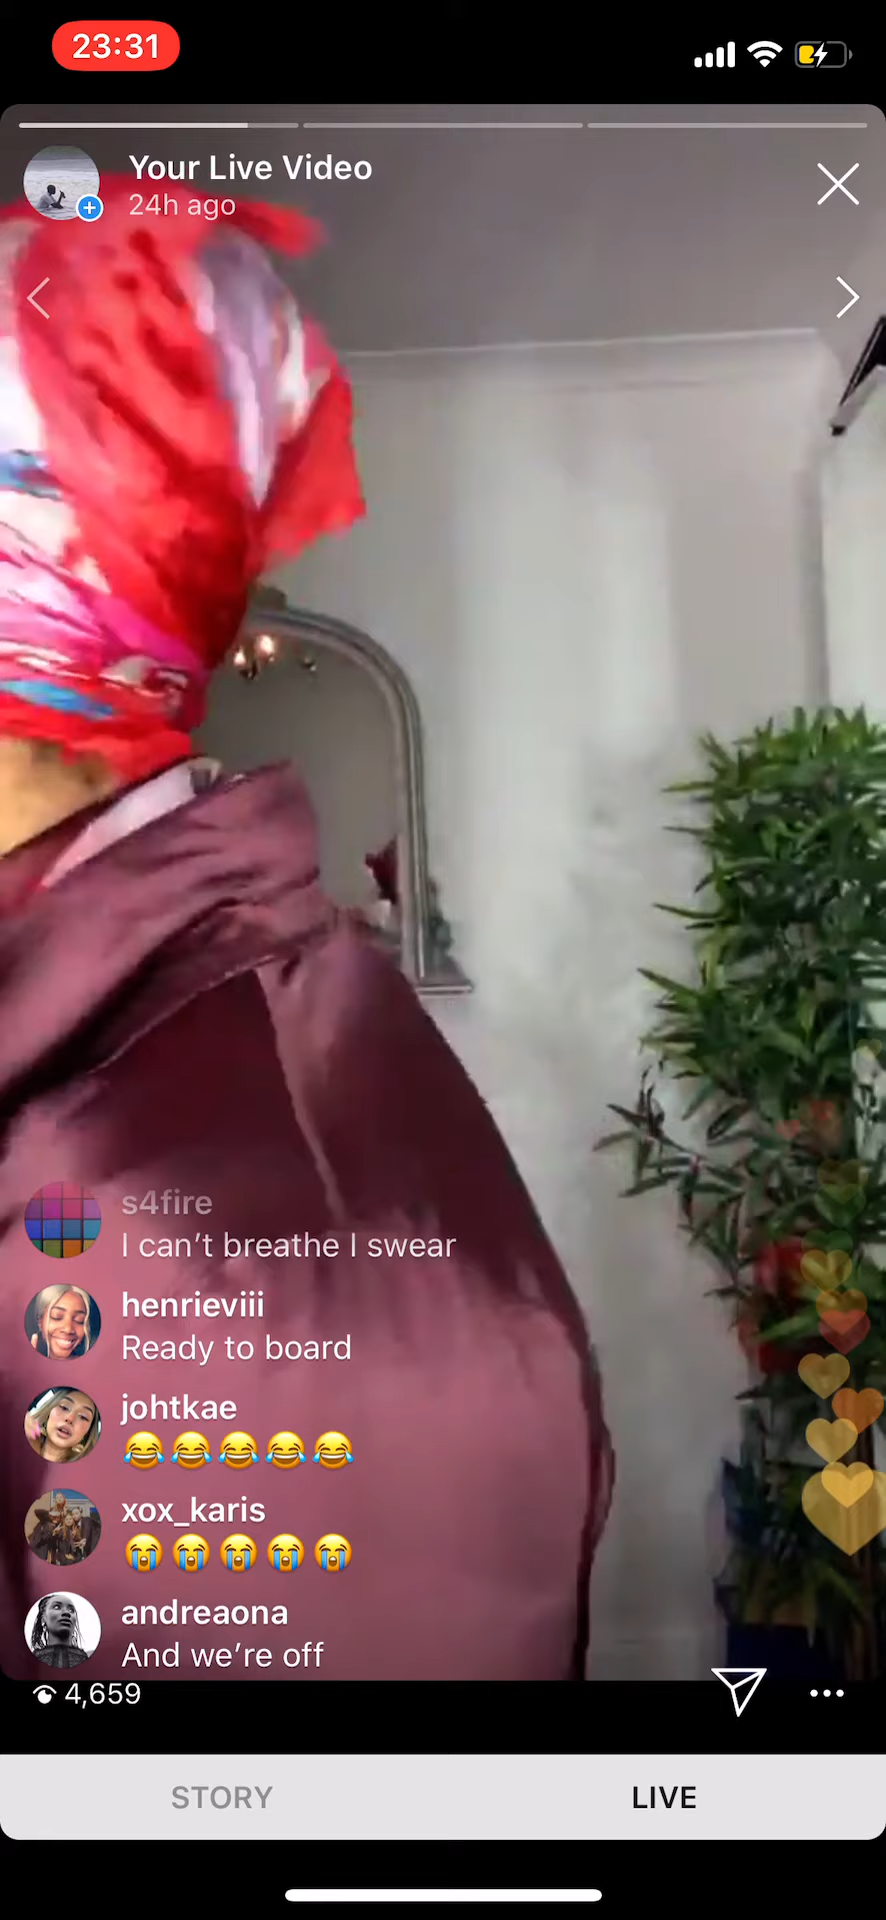 23:31
Your Live Video
24h ago
s4fire
I can’t breathe I swear
henrieviii
Ready to board
johtkae
😂😂😂😂😂
xox_karis
😭😭😭😭😭
andreaona
And we’re off
4,659
STORY
LIVE